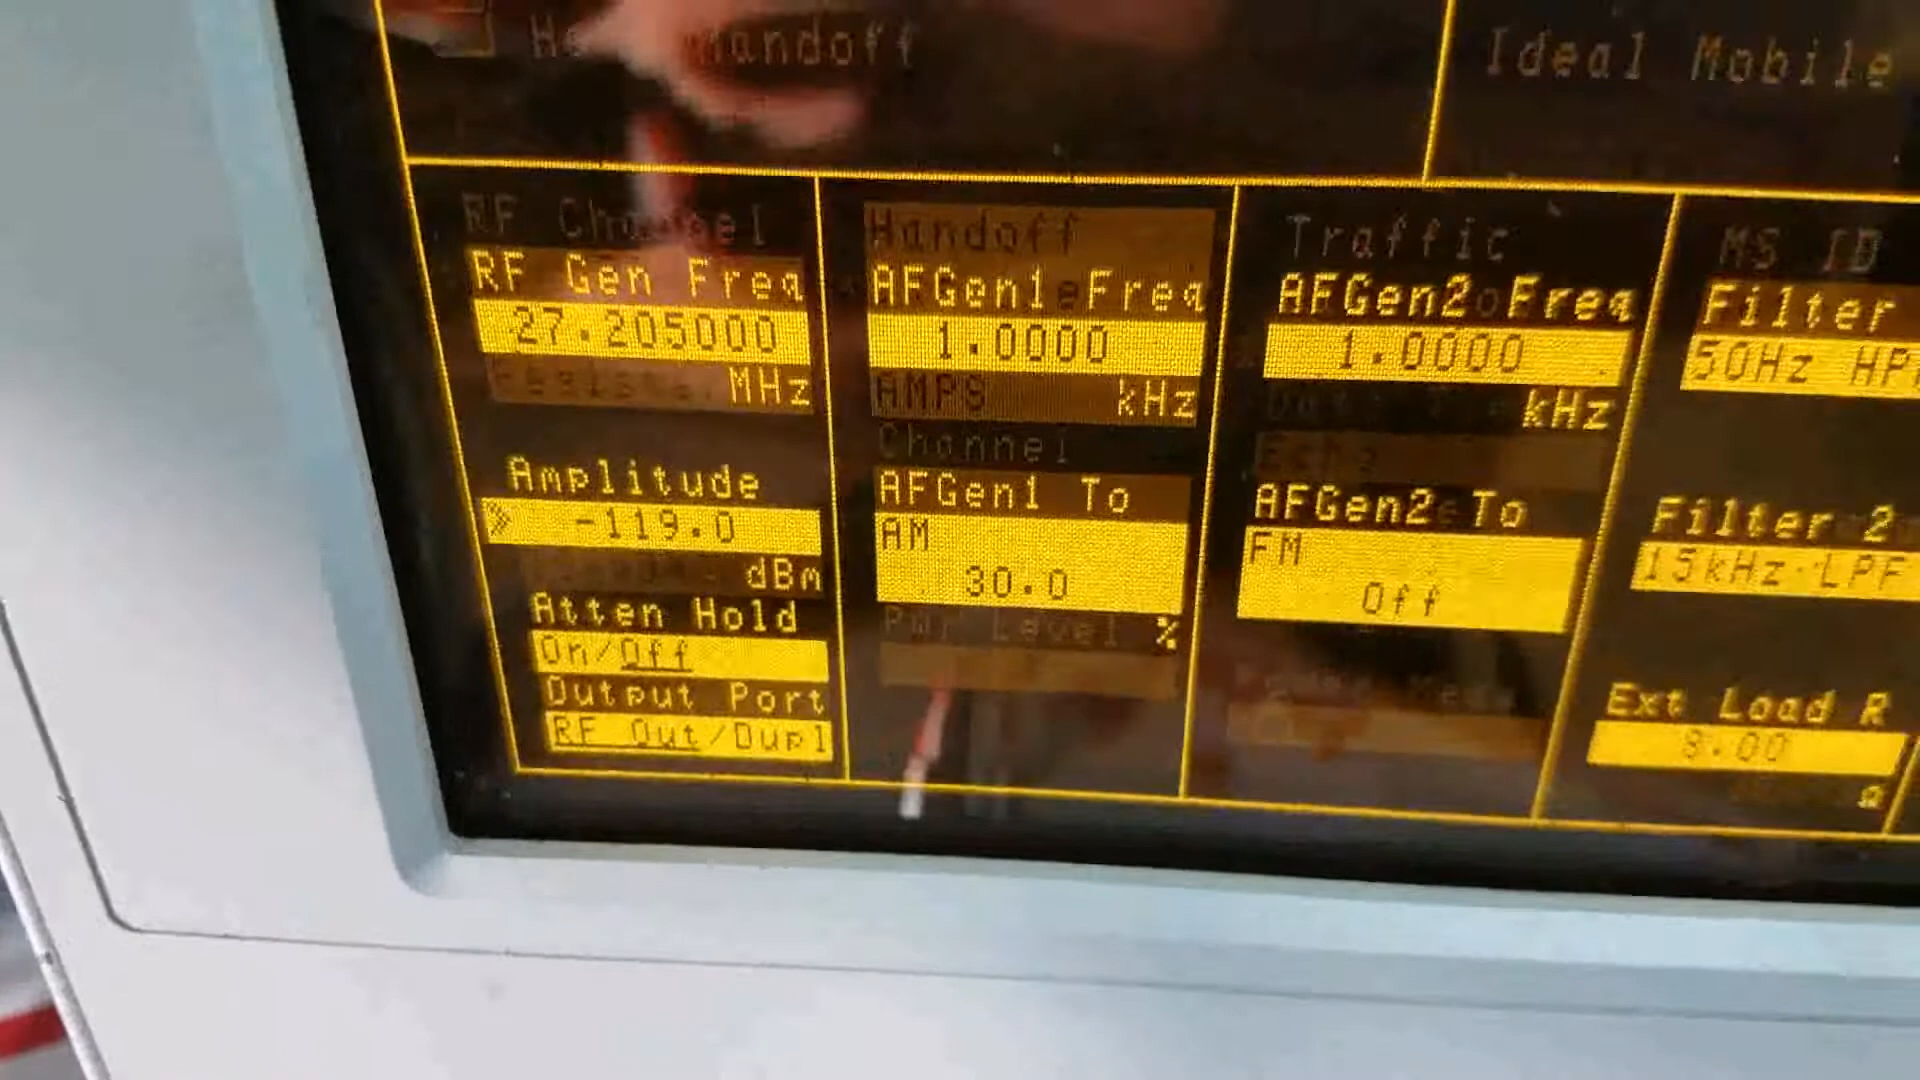 Handoff
Ideal Mobile
RF Channel
RF Gen Freq
27.205000
MHz
Amplitude
-119.0
dBm
Atten Hold
On/Off
Output Port
RF Out/Dupl
Handoff
AFGen1 Freq
1.0000
AMPS kHz
Channel
AFGen1 To
AM
30.0
Pwr Level %
Traffic
AFGen2 Freq
1.0000
kHz
Echo
AFGen2 To
FM
Off
MS ID
Filter
50Hz HP
Filter 2
15kHz LPF
Ext Load R
8.00
Ω